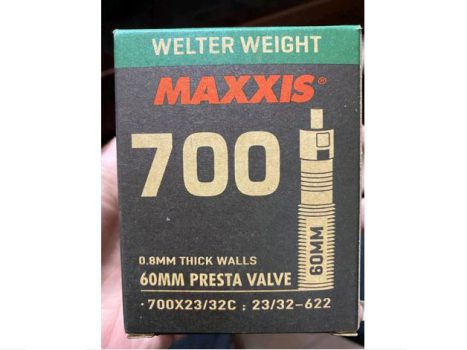 WELTER WEIGHT
MAXXIS®
700
60MM
0.8MM THICK WALLS
60MM PRESTA VALVE
·700X23/32C ; 23/32-622